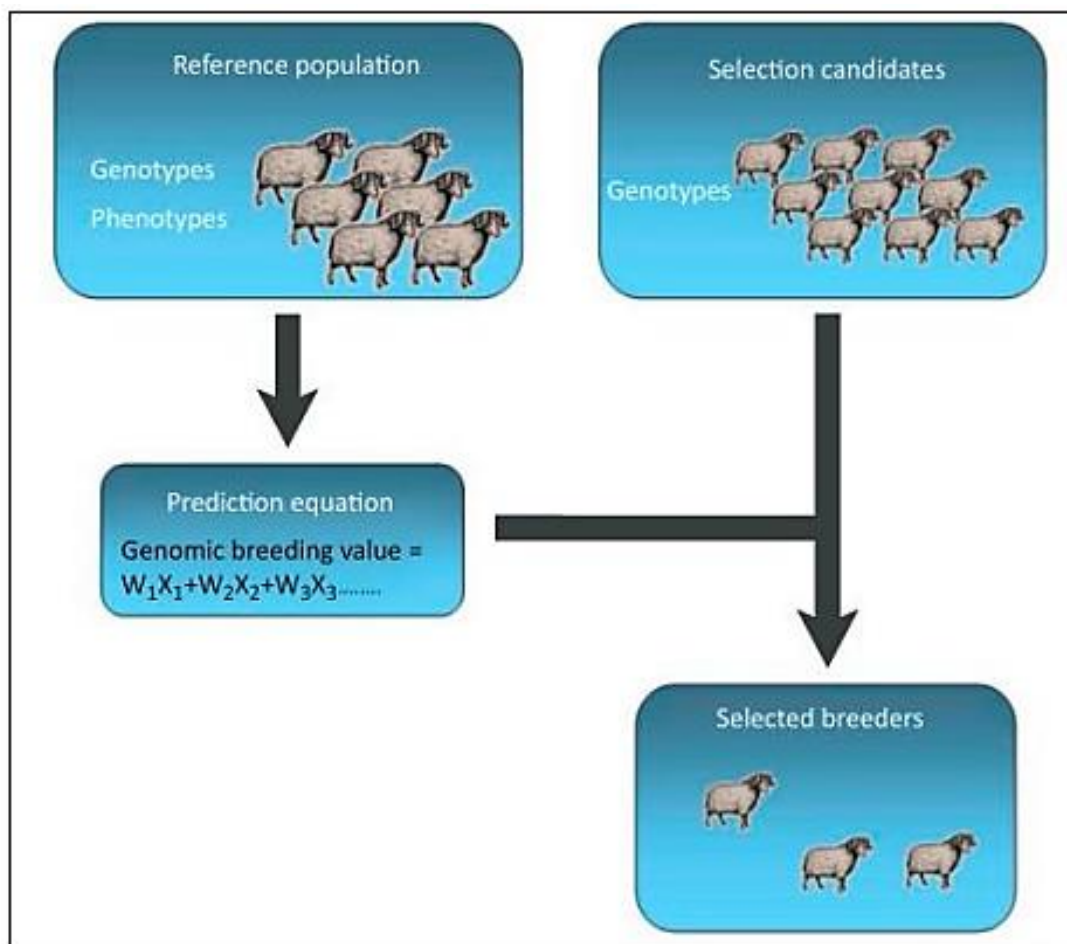 Reference population
Genotypes
Phenotypes
Selection candidates
Genotypes
Prediction equation
Genomic breeding value =
W₁X₁+W₂X₂+W₃X₃........
Selected breeders